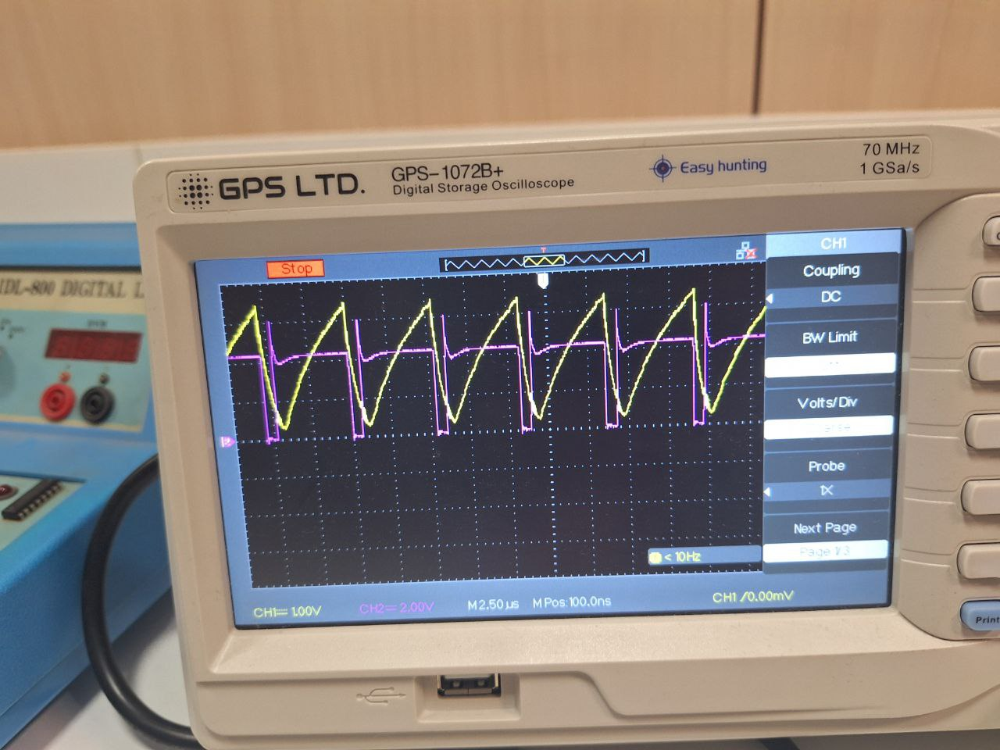 GPS LTD.
GPS-1072B+
Digital Storage Oscilloscope
Easy hunting
70 MHz
1 GSa/s
IDL-800 DIGITAL L
Stop
T
CH1
Coupling
DC
BW Limit
Volts/Div
Probe
1X
Next Page
Page 1/3
< 10Hz
CH1 1.00V
CH2 2.00V
M 2.50µs
M Pos:100.0ns
CH1 / 0.00mV
Print